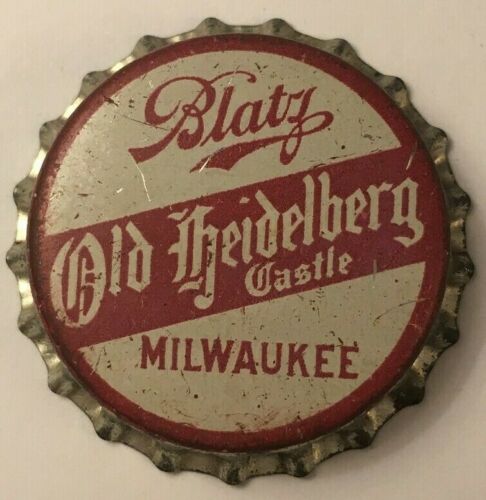 Blatz
Old Heidelberg
Castle
MILWAUKEE